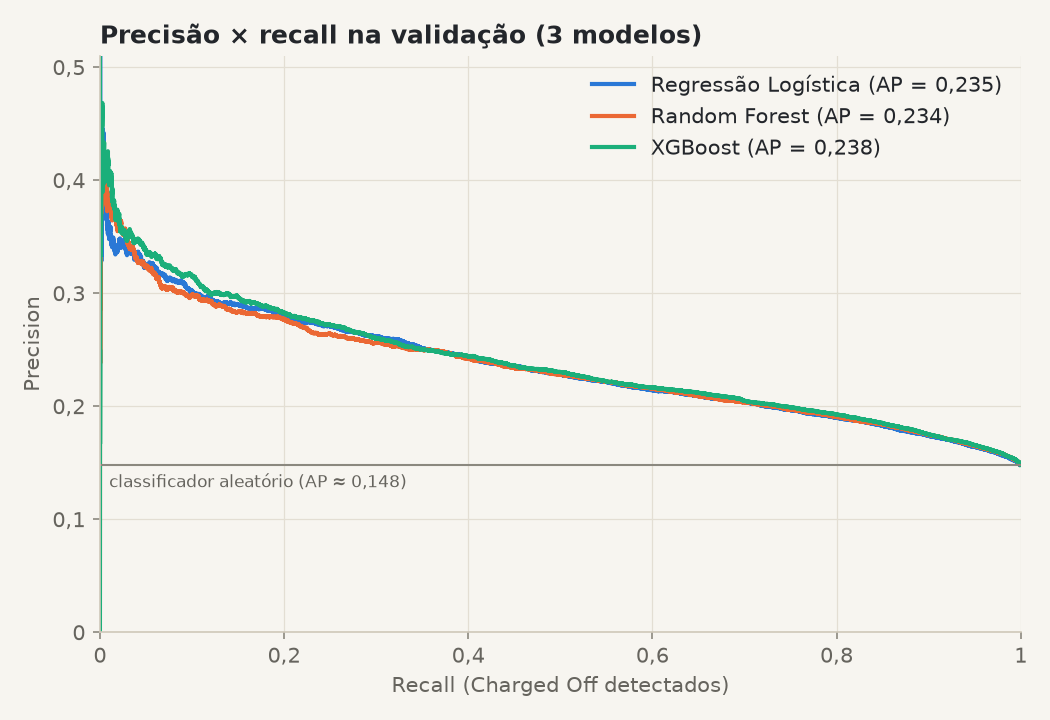 Precisão × recall na validação (3 modelos)
Regressão Logística (AP = 0,235)
Random Forest (AP = 0,234)
XGBoost (AP = 0,238)
Precision
0,5
0,4
0,3
0,2
0,1
0
classificador aleatório (AP ≈ 0,148)
0
0,2
0,4
0,6
0,8
1
Recall (Charged Off detectados)